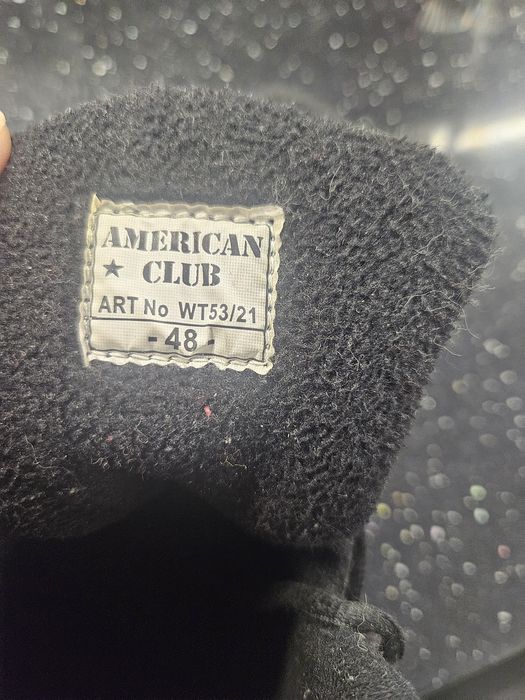 AMERICAN
★ CLUB
ART No WT53/21
- 48 -